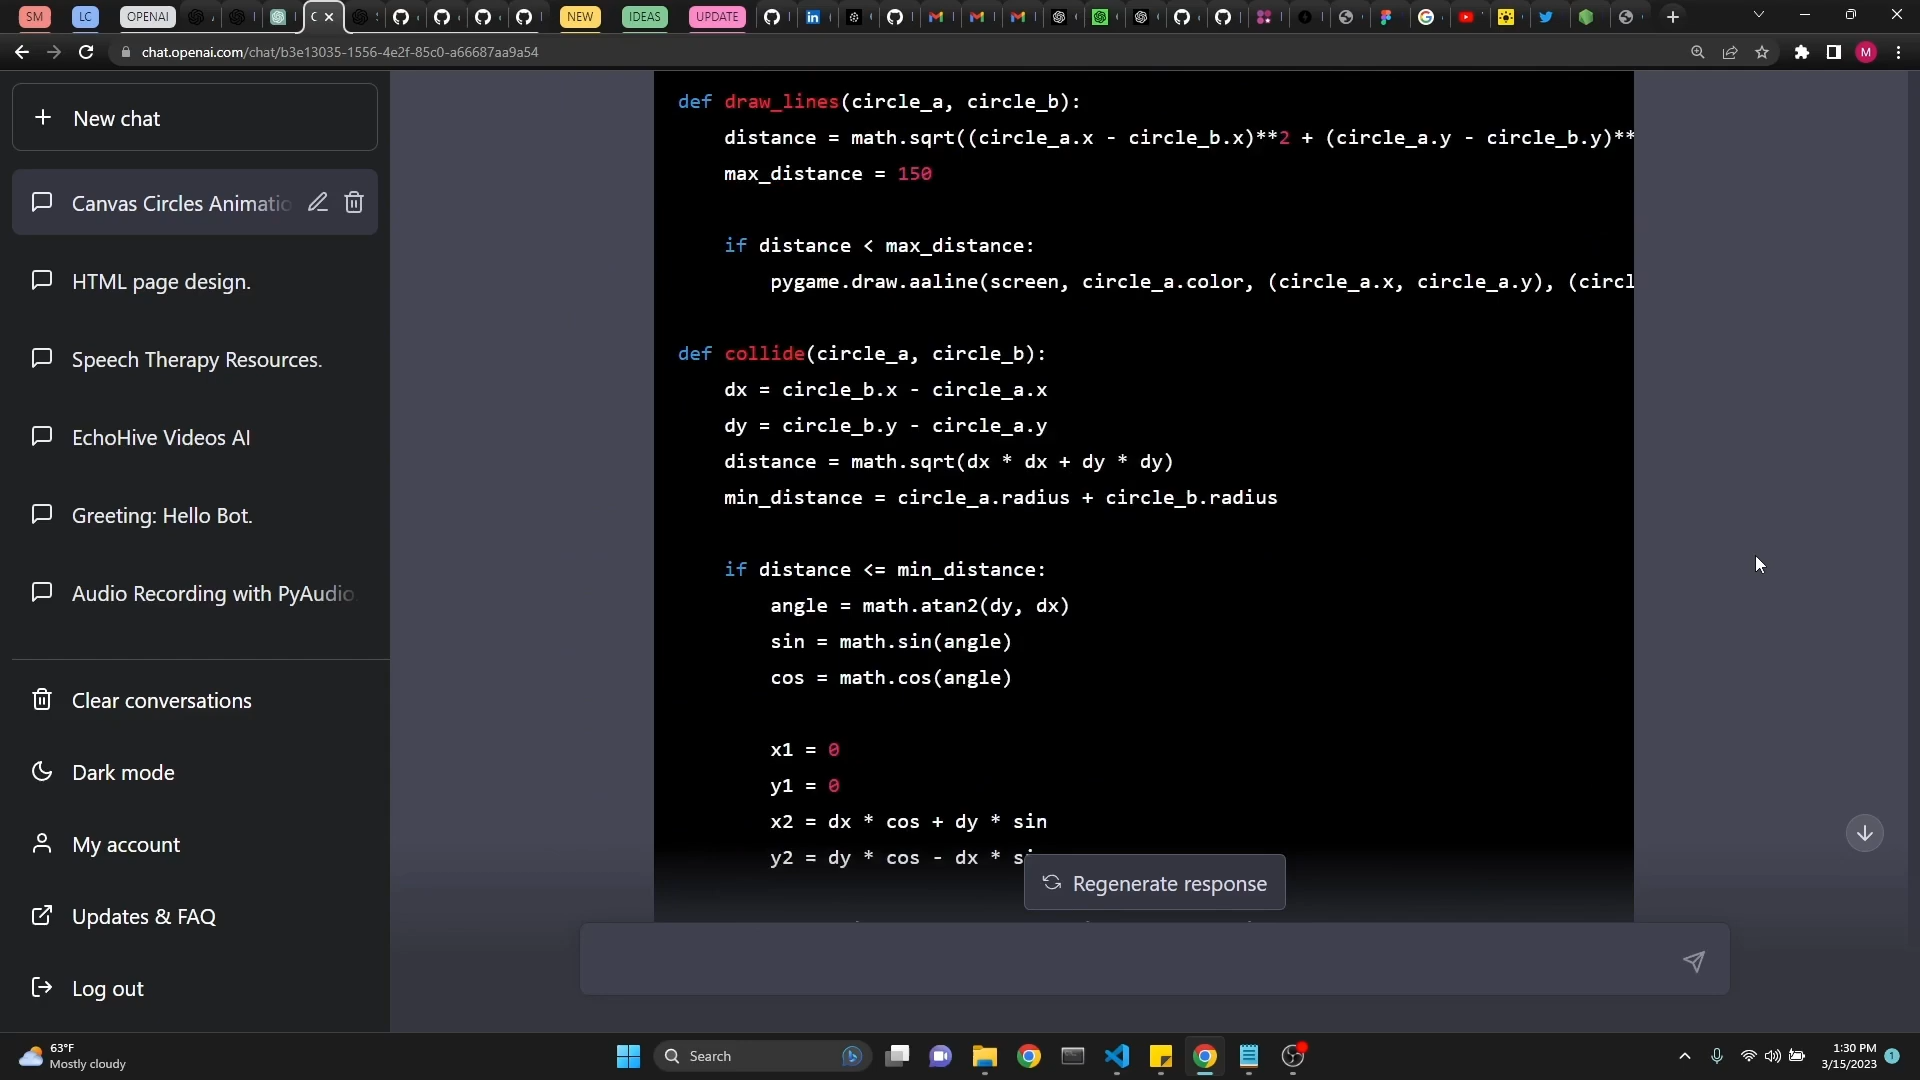 SM LC OPENAI NEW IDEAS UPDATE
chat.openai.com/chat/b3e13035-1556-4e2f-85c0-a66687aa9a54
M
New chat
Canvas Circles Animatio
HTML page design.
Speech Therapy Resources.
EchoHive Videos AI
Greeting: Hello Bot.
Audio Recording with PyAudio
Clear conversations
Dark mode
My account
Updates & FAQ
Log out
def draw_lines(circle_a, circle_b):
distance = math.sqrt((circle_a.x - circle_b.x)**2 + (circle_a.y - circle_b.y)**
max_distance = 150
if distance < max_distance:
pygame.draw.aaline(screen, circle_a.color, (circle_a.x, circle_a.y), (circl
def collide(circle_a, circle_b):
dx = circle_b.x - circle_a.x
dy = circle_b.y - circle_a.y
distance = math.sqrt(dx * dx + dy * dy)
min_distance = circle_a.radius + circle_b.radius
if distance <= min_distance:
angle = math.atan2(dy, dx)
sin = math.sin(angle)
cos = math.cos(angle)
x1 = 0
y1 = 0
x2 = dx * cos + dy * sin
y2 = dy * cos - dx * s
Regenerate response
63°F
Mostly cloudy
Search
1:30 PM
3/15/2023
1